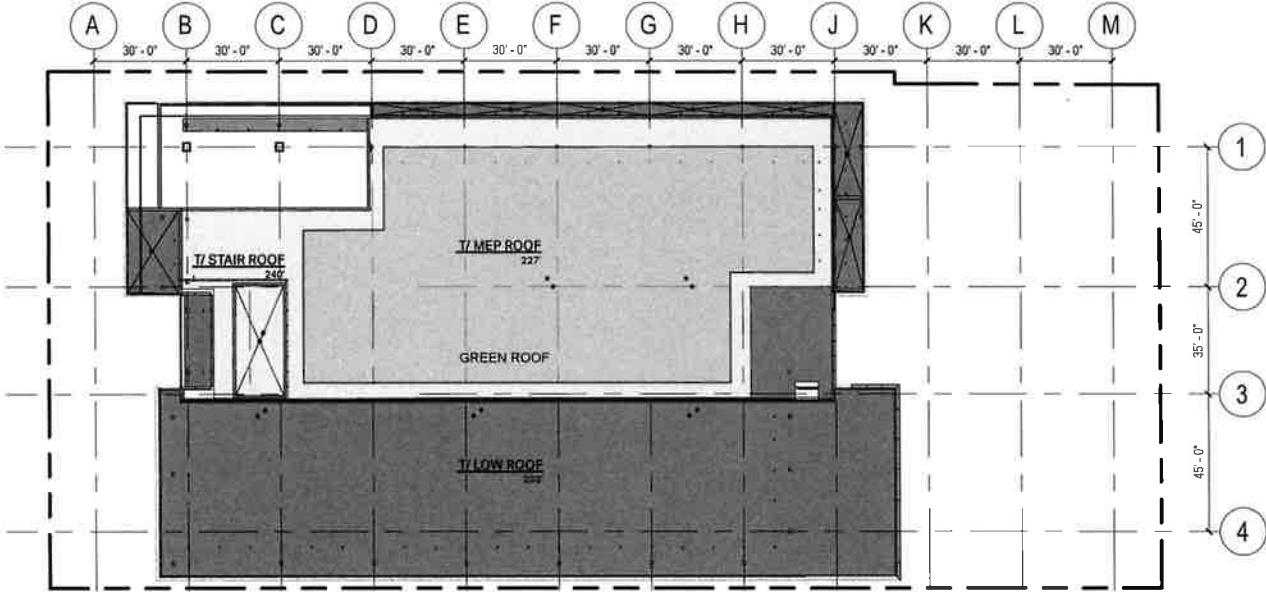 A B C D E F G H J K L M
30' - 0" 30' - 0" 30' - 0" 30' - 0" 30' - 0" 30' - 0" 30' - 0" 30' - 0" 30' - 0" 30' - 0" 30' - 0"
1
45' - 0"
T/ MEP ROOF
227'
T/ STAIR ROOF
240'
2
35' - 0"
GREEN ROOF
3
45' - 0"
T/ LOW ROOF
4